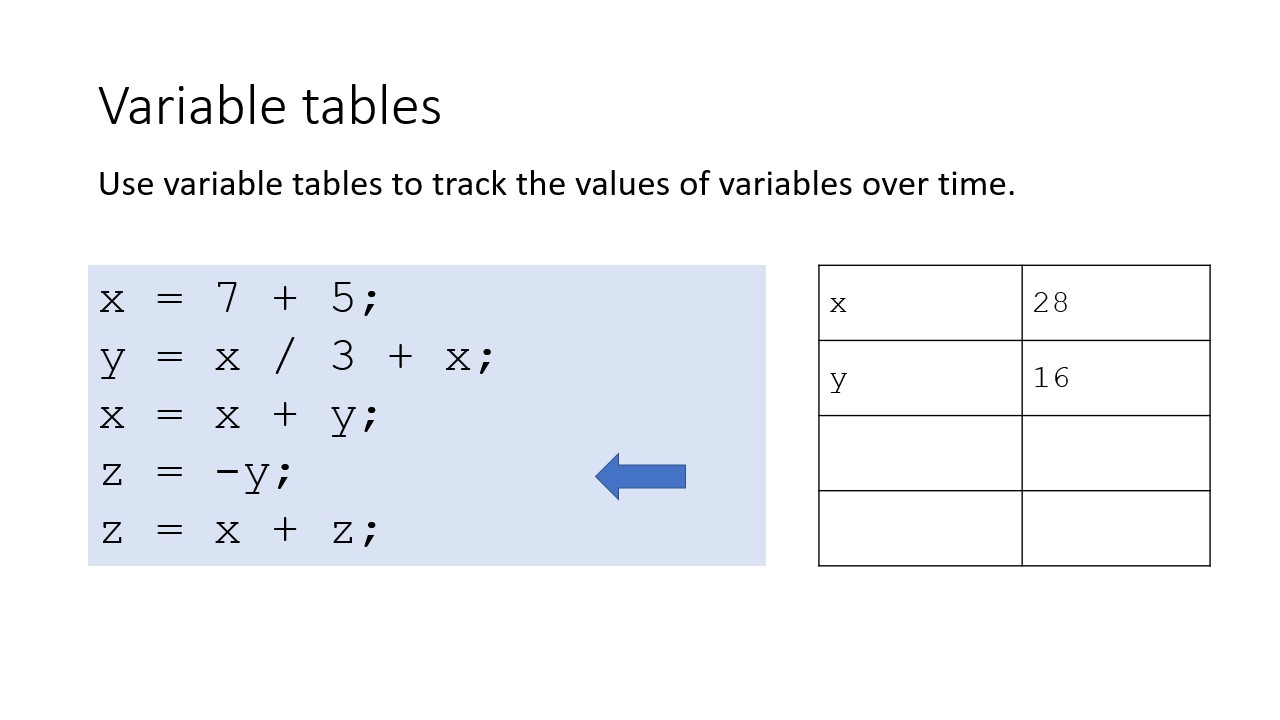 Variable tables
Use variable tables to track the values of variables over time.
x = 7 + 5;
y = x / 3 + x;
x = x + y;
z = -y;
z = x + z;
x 28
y 16